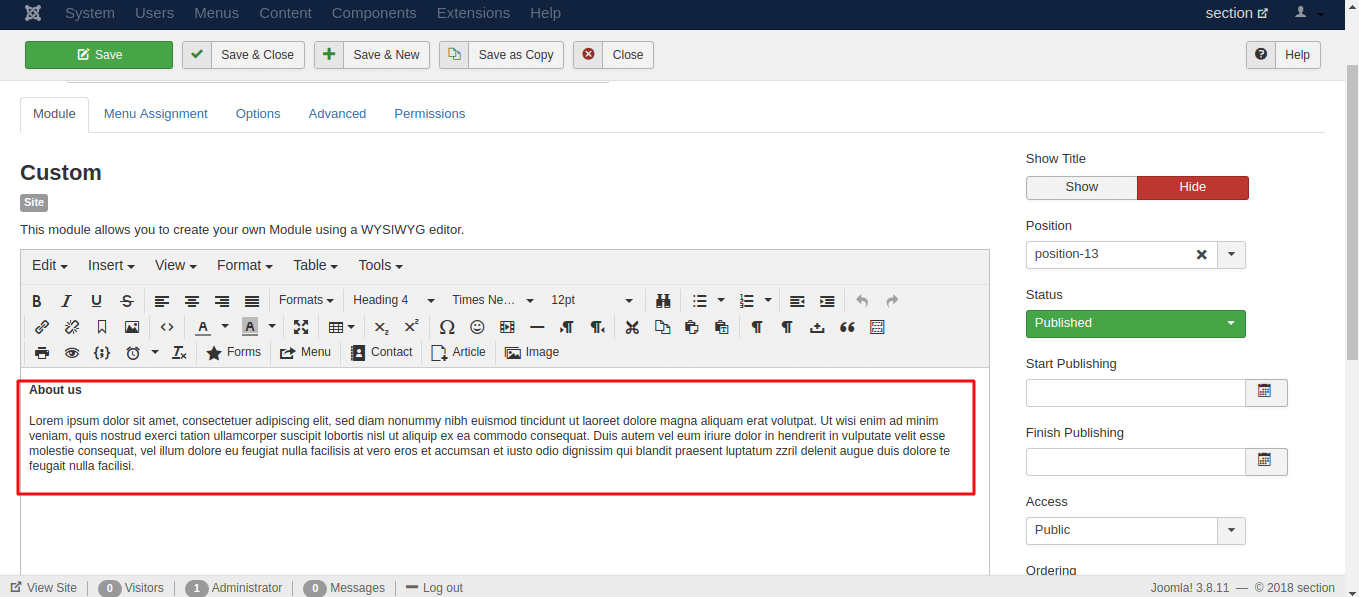 System Users Menus Content Components Extensions Help section
Save Save & Close Save & New Save as Copy Close Help
Module Menu Assignment Options Advanced Permissions
Custom
Site
This module allows you to create your own Module using a WYSIWYG editor.
Edit Insert View Format Table Tools
B I U S Formats Heading 4 Times Ne... 12pt
A A
Forms Menu Contact Article Image
About us
Lorem ipsum dolor sit amet, consectetuer adipiscing elit, sed diam nonummy nibh euismod tincidunt ut laoreet dolore magna aliquam erat volutpat. Ut wisi enim ad minim
veniam, quis nostrud exerci tation ullamcorper suscipit lobortis nisl ut aliquip ex ea commodo consequat. Duis autem vel eum iriure dolor in hendrerit in vulputate velit esse
molestie consequat, vel illum dolore eu feugiat nulla facilisis at vero eros et accumsan et iusto odio dignissim qui blandit praesent luptatum zzril delenit augue duis dolore te
feugait nulla facilisi.
Show Title
Show Hide
Position
position-13
Status
Published
Start Publishing
Finish Publishing
Access
Public
Ordering
View Site 0 Visitors 1 Administrator 0 Messages Log out Joomla! 3.8.11 — © 2018 section